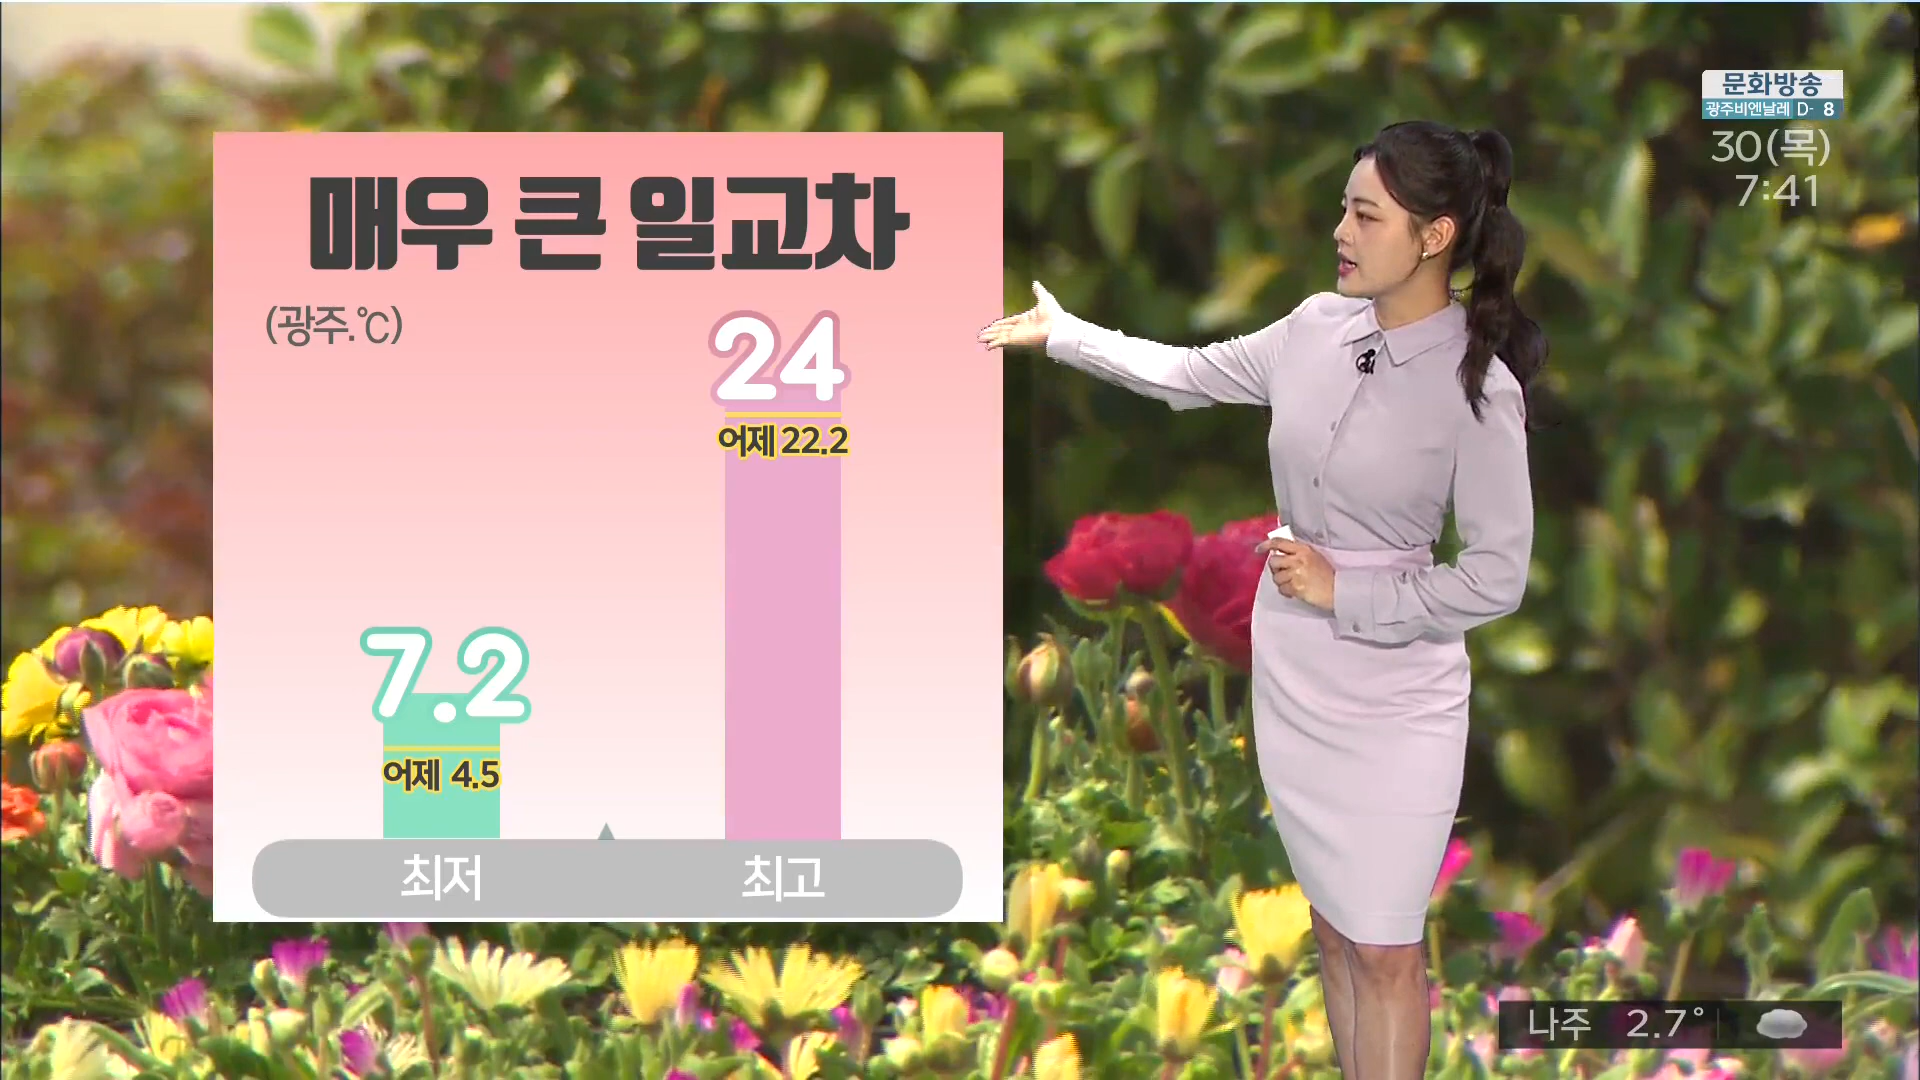 문화방송
광주비엔날레 D- 8
30(목)
7:41
매우 큰 일교차
(광주.℃)
24
어제 22.2
7.2
어제 4.5
최저 최고
나주 2.7°